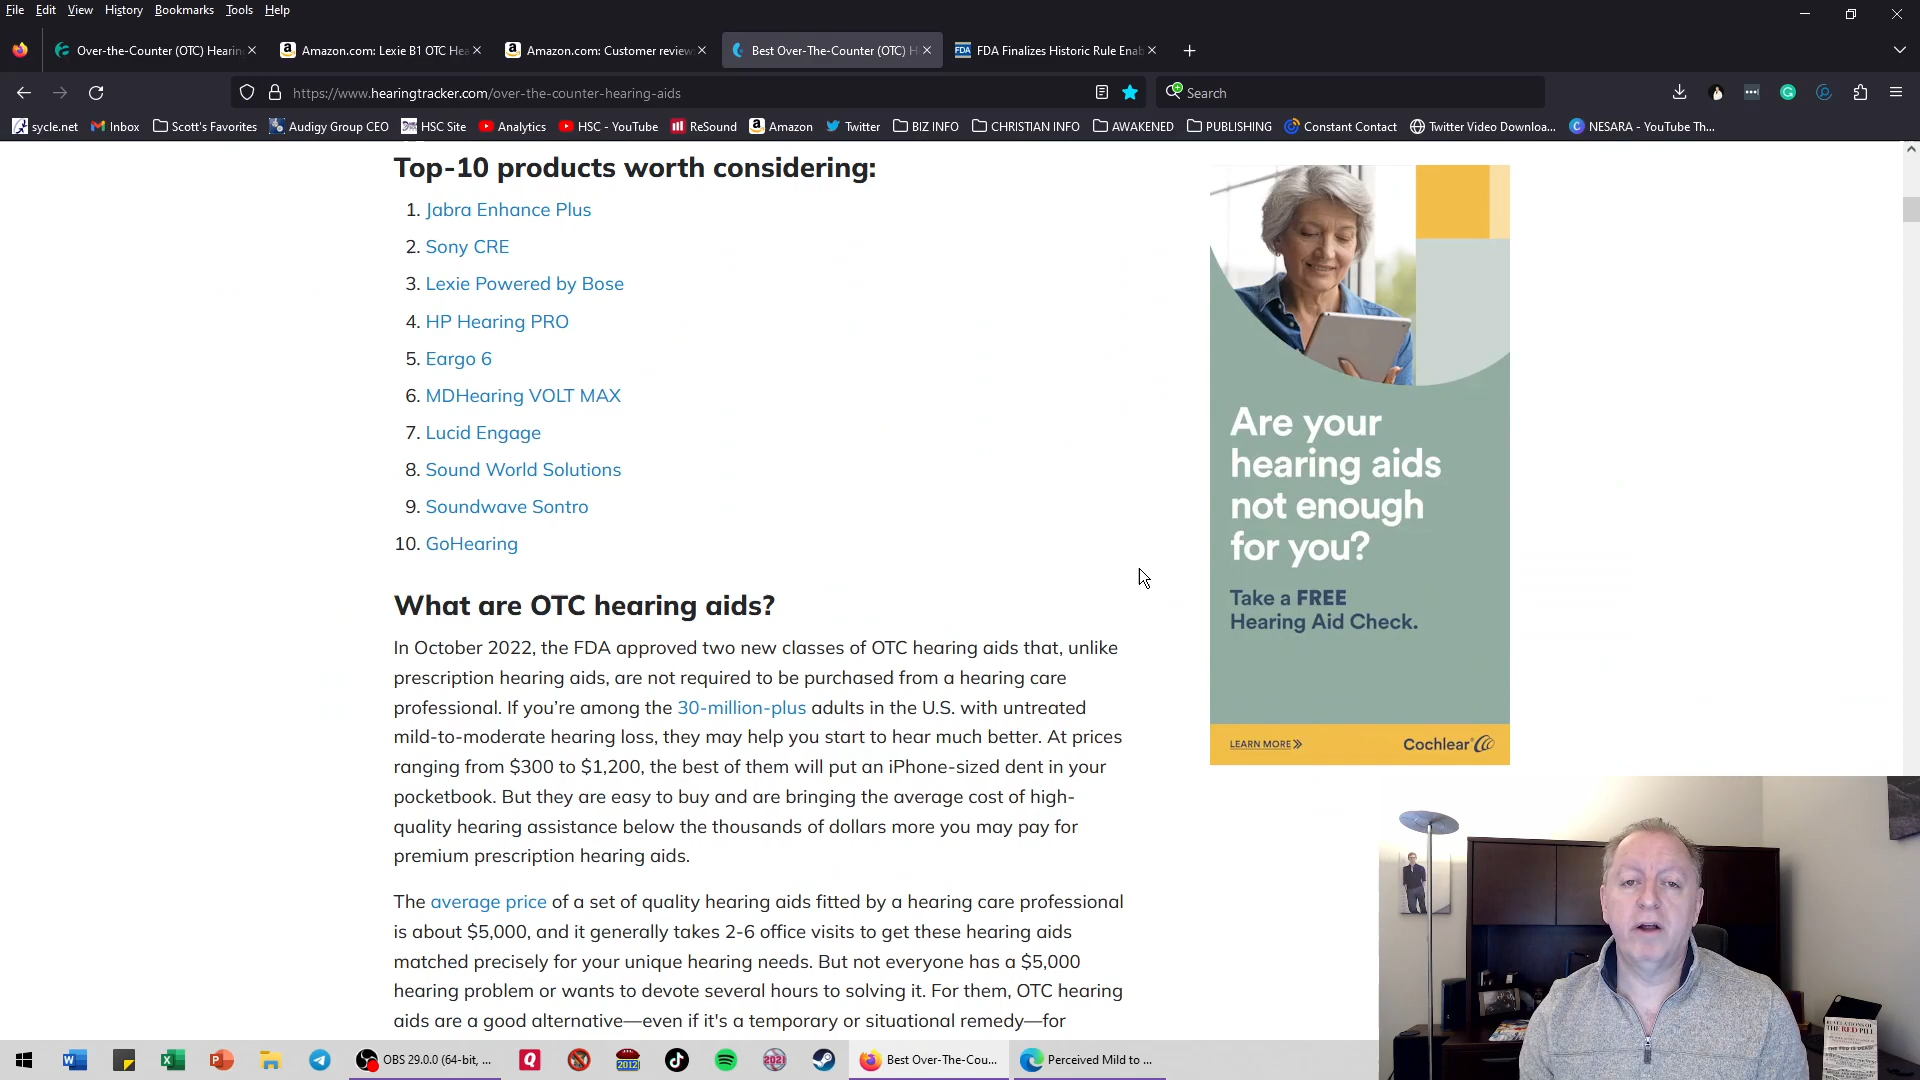 File Edit View History Bookmarks Tools Help
Over-the-Counter (OTC) Hearin
Amazon.com: Lexie B1 OTC Hea
Amazon.com: Customer review
Best Over-The-Counter (OTC) H
FDA FDA Finalizes Historic Rule Enab
https://www.hearingtracker.com/over-the-counter-hearing-aids
Search
sycle.net Inbox Scott's Favorites Audigy Group CEO HSC Site Analytics HSC - YouTube ReSound Amazon Twitter BIZ INFO CHRISTIAN INFO AWAKENED PUBLISHING Constant Contact Twitter Video Downloa... NESARA - YouTube Th...
Top-10 products worth considering:
1. Jabra Enhance Plus
2. Sony CRE
3. Lexie Powered by Bose
4. HP Hearing PRO
5. Eargo 6
6. MDHearing VOLT MAX
7. Lucid Engage
8. Sound World Solutions
9. Soundwave Sontro
10. GoHearing
What are OTC hearing aids?
In October 2022, the FDA approved two new classes of OTC hearing aids that, unlike
prescription hearing aids, are not required to be purchased from a hearing care
professional. If you’re among the 30-million-plus adults in the U.S. with untreated
mild-to-moderate hearing loss, they may help you start to hear much better. At prices
ranging from $300 to $1,200, the best of them will put an iPhone-sized dent in your
pocketbook. But they are easy to buy and are bringing the average cost of high-
quality hearing assistance below the thousands of dollars more you may pay for
premium prescription hearing aids.
The average price of a set of quality hearing aids fitted by a hearing care professional
is about $5,000, and it generally takes 2-6 office visits to get these hearing aids
matched precisely for your unique hearing needs. But not everyone has a $5,000
hearing problem or wants to devote several hours to solving it. For them, OTC hearing
aids are a good alternative—even if it's a temporary or situational remedy—for
Are your
hearing aids
not enough
for you?
Take a FREE
Hearing Aid Check.
LEARN MORE
Cochlear
REVELATIONS OF
THE RED PILL
OBS 29.0.0 (64-bit, ...
2012
2021
Best Over-The-Cou...
Perceived Mild to ...